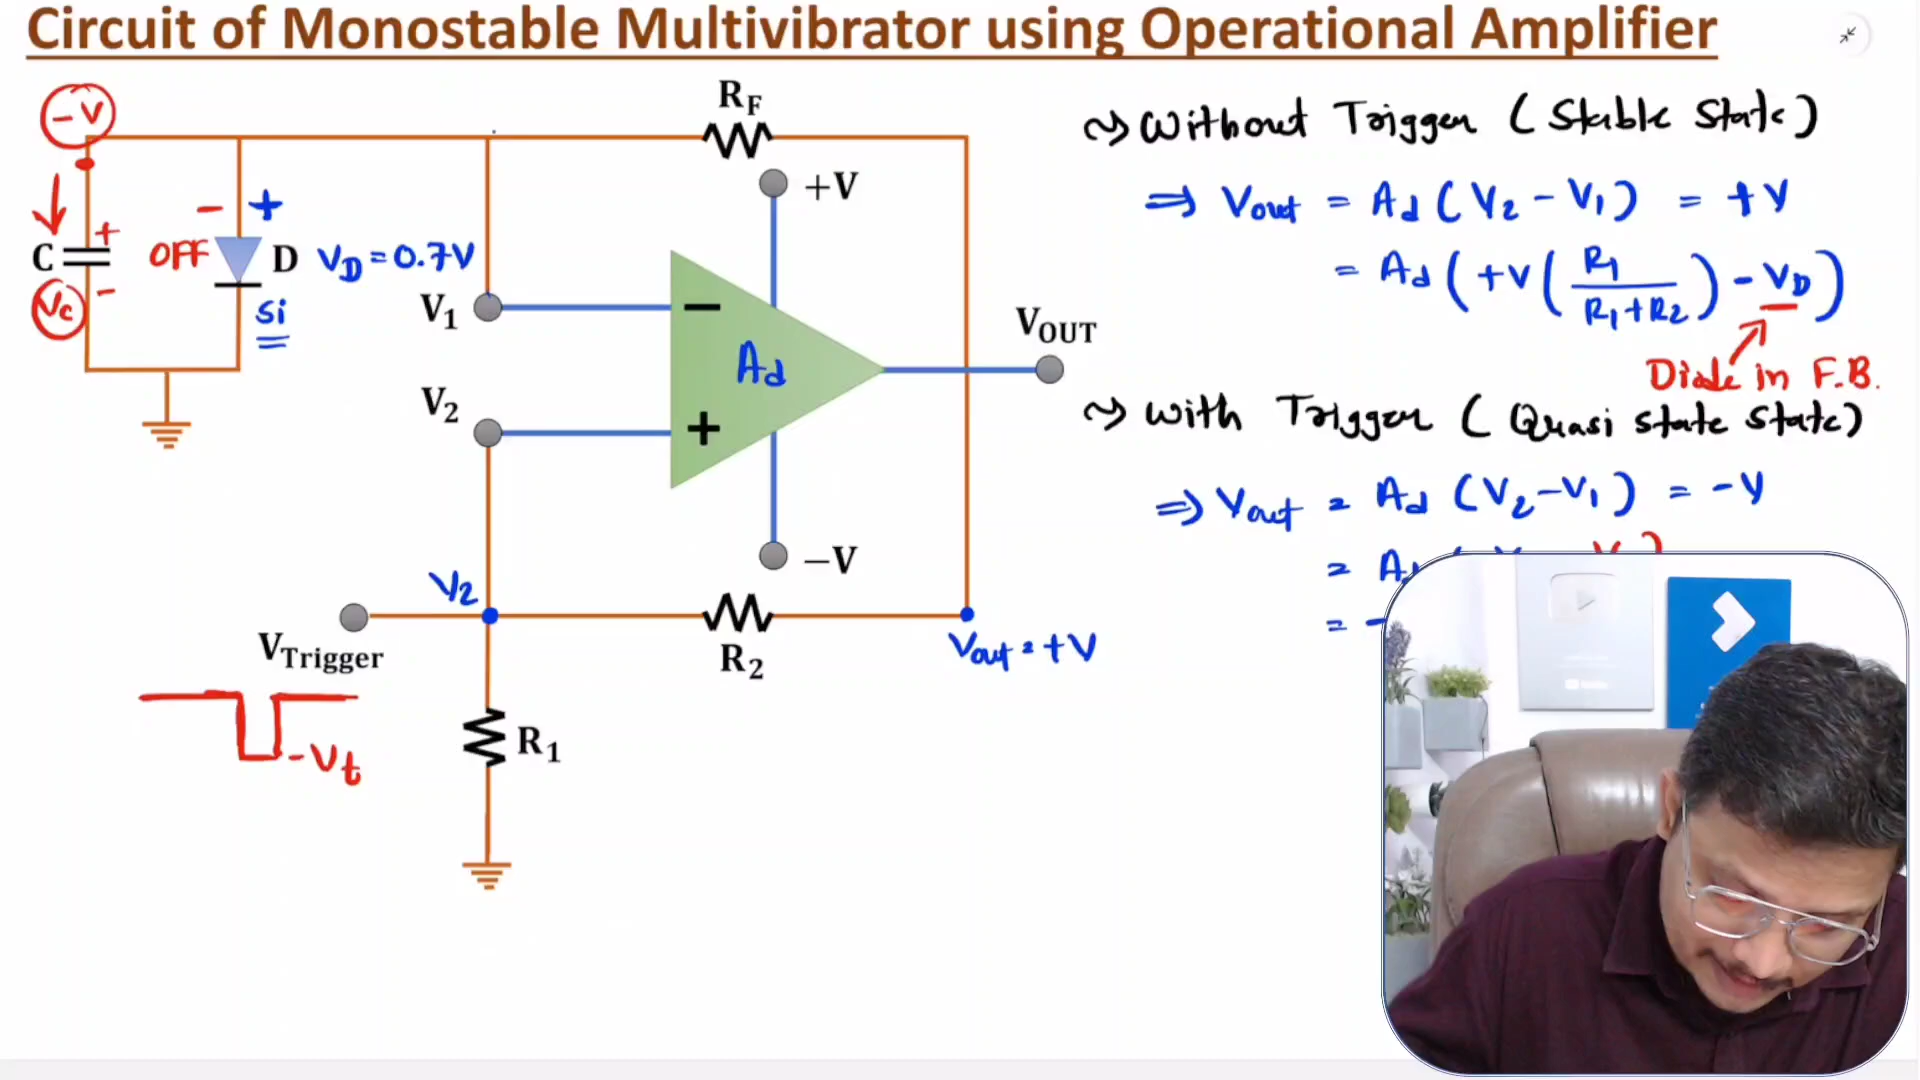 Circuit of Monostable Multivibrator using Operational Amplifier
-V
C
+
-
Vc
-
+
OFF
D
VD = 0.7V
Si
RF
+V
V1
-
Ad
VOUT
V2
+
-V
V2
VTrigger
R2
Vout = +V
-Vt
R1
~> Without Trigger (Stable State)
=> Vout = Ad (V2 - V1) = +V
= Ad (+V (R1 / R1+R2) - VD)
Diode in F.B.
~> With Trigger (Quasi state state)
=> Vout = Ad (V2 - V1) = -V
= A
= -